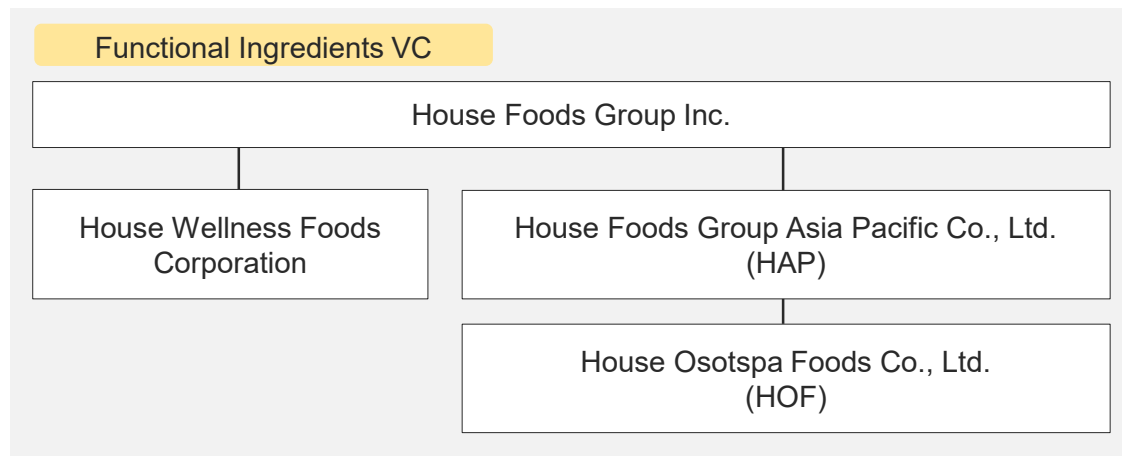 Functional Ingredients VC
House Foods Group Inc.
House Wellness Foods
Corporation
House Foods Group Asia Pacific Co., Ltd.
(HAP)
House Osotspa Foods Co., Ltd.
(HOF)